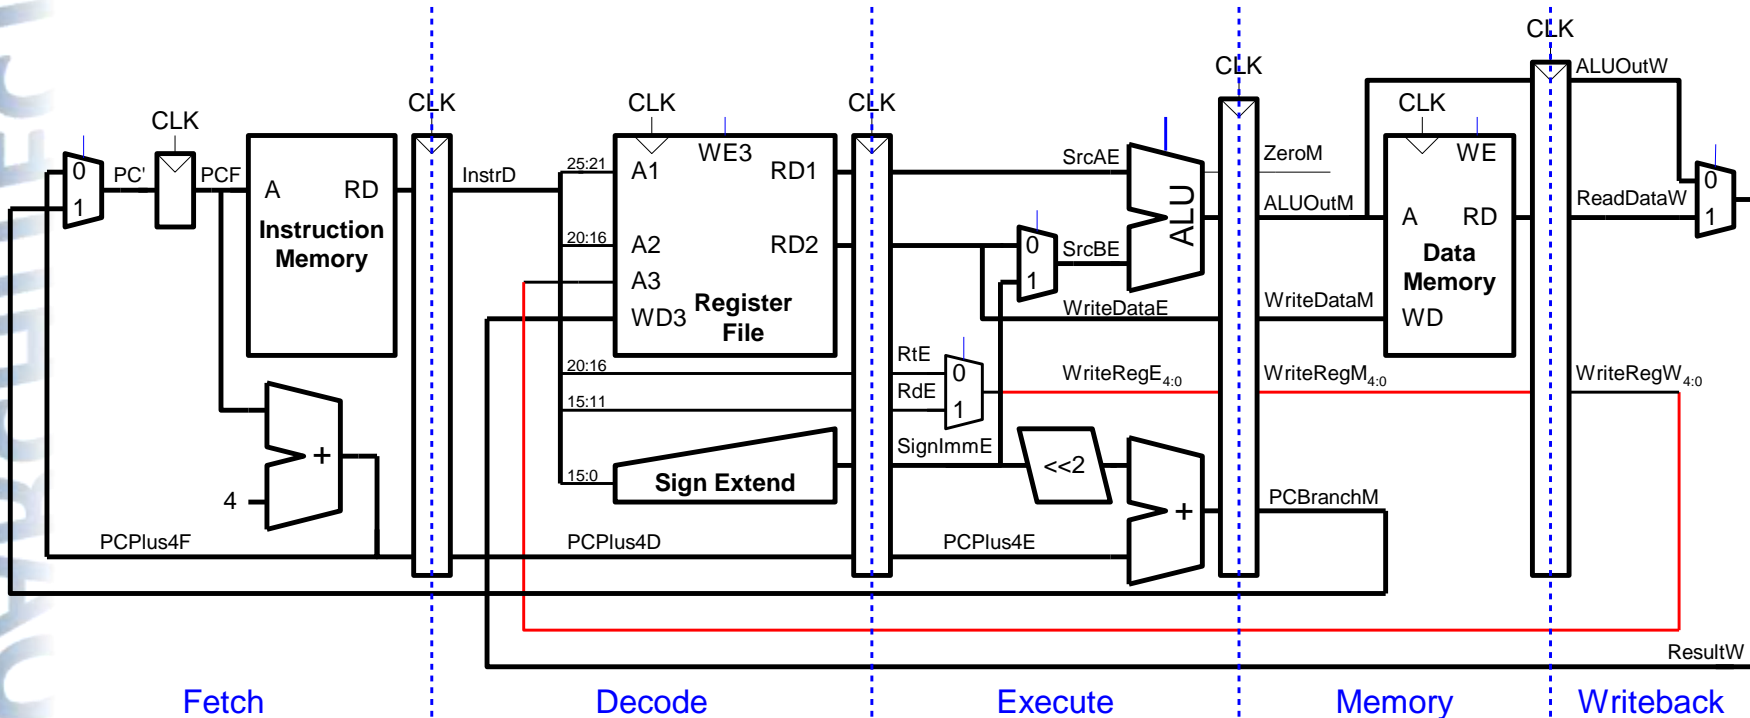 CLK
CLK
CLK
CLK
CLK
CLK
CLK
0
1
PC'
PCF
A
RD
Instruction
Memory
InstrD
25:21
20:16
A1
A2
A3
WD3
WE3
RD1
RD2
Register
File
20:16
15:11
15:0
Sign Extend
SrcAE
0
1
SrcBE
ALU
WriteDataE
RtE
RdE
0
1
WriteRegE4:0
SignImmE
<<2
+
ZeroM
ALUOutM
WriteDataM
WriteRegM4:0
PCBranchM
A
RD
WE
Data
Memory
WD
ALUOutW
ReadDataW
0
1
WriteRegW4:0
+
4
PCPlus4F
PCPlus4D
PCPlus4E
ResultW
Fetch
Decode
Execute
Memory
Writeback